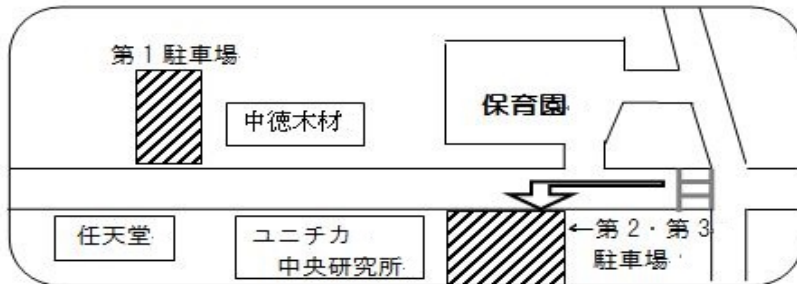 第1駐車場
中徳木材
保育園
任天堂
ユニチカ
中央研究所
←第2・第3
駐車場